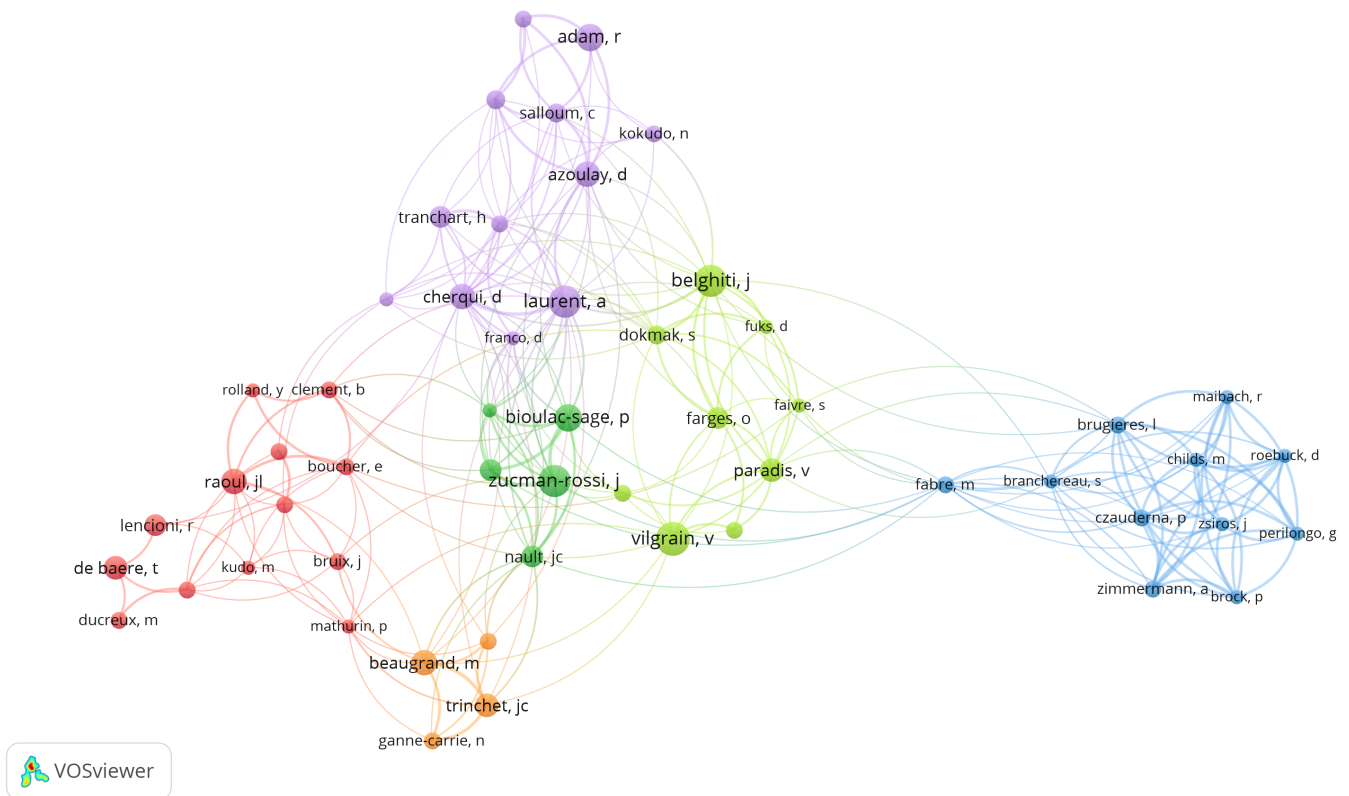 adam, r
salloum, c
kokudo, n
azoulay, d
tranchart, h
belghiti, j
cherqui, d
laurent, a
fuks, d
dokmak, s
franco, d
rolland, y
clement, b
maibach, r
faivre, s
bioulac-sage, p
farges, o
brugieres, l
roebuck, d
childs, m
boucher, e
paradis, v
raoul, jl
zucman-rossi, j
branchereau, s
fabre, m
czauderna, p
zsiros, j
lencioni, r
perilongo, g
vilgrain, v
nault, jc
bruix, j
kudo, m
de baere, t
zimmermann, a
brock, p
ducreux, m
mathurin, p
beaugrand, m
trinchet, jc
ganne-carrie, n
VOSviewer